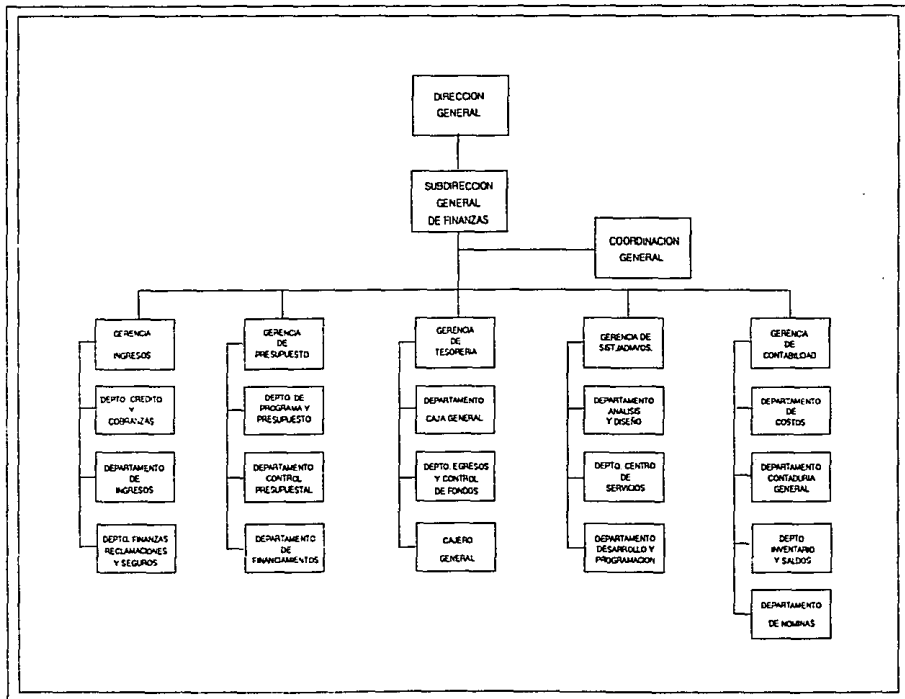 DIRECCION
GENERAL
SUBDIRECCIÓN
GENERAL
DE FINANZAS
COORDINACION
GENERAL
GERENCIA
INGRESOS
DEPTO. CREDITO
Y
COBRANZAS
DEPARTAMENTO
DE
INGRESOS
DEPTO. FINANZAS
RECLAMACIONES
Y SEGUROS
GERENCIA
DE
PRESUPUESTO
DEPTO. DE
PROGRAMA Y
PRESUPUESTO
DEPARTAMENTO
CONTROL
PRESUPUESTAL
DEPARTAMENTO
DE
FINANCIAMIENTOS
GERENCIA
DE
TESORERIA
DEPARTAMENTO
CAJA GENERAL
DEPTO. EGRESOS
Y CONTROL
DE FONDOS
CAJERO
GENERAL
GERENCIA DE
SIST./ADMVOS.
DEPARTAMENTO
ANALISIS
Y DISEÑO
DEPTO. CENTRO
DE
SERVICIOS
DEPARTAMENTO
DESARROLLO Y
PROGRAMACION
GERENCIA
DE
CONTABILIDAD
DEPARTAMENTO
DE
COSTOS
DEPARTAMENTO
CONTADURIA
GENERAL
DEPTO
INVENTARIO
Y SALDOS
DEPARTAMENTO
DE NOMINAS